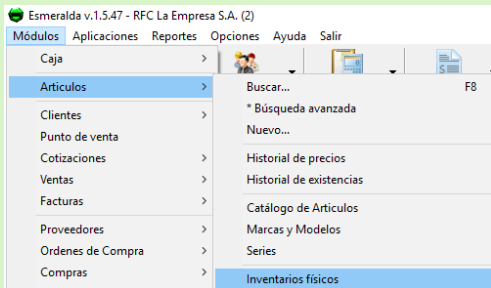 Esmeralda v.1.5.47 - RFC La Empresa S.A. (2)
Módulos Aplicaciones Reportes Opciones Ayuda Salir
Caja
Articulos
Clientes
Punto de venta
Cotizaciones
Ventas
Facturas
Proveedores
Ordenes de Compra
Compras
Buscar... F8
* Búsqueda avanzada
Nuevo...
Historial de precios
Historial de existencias
Catálogo de Articulos
Marcas y Modelos
Series
Inventarios físicos